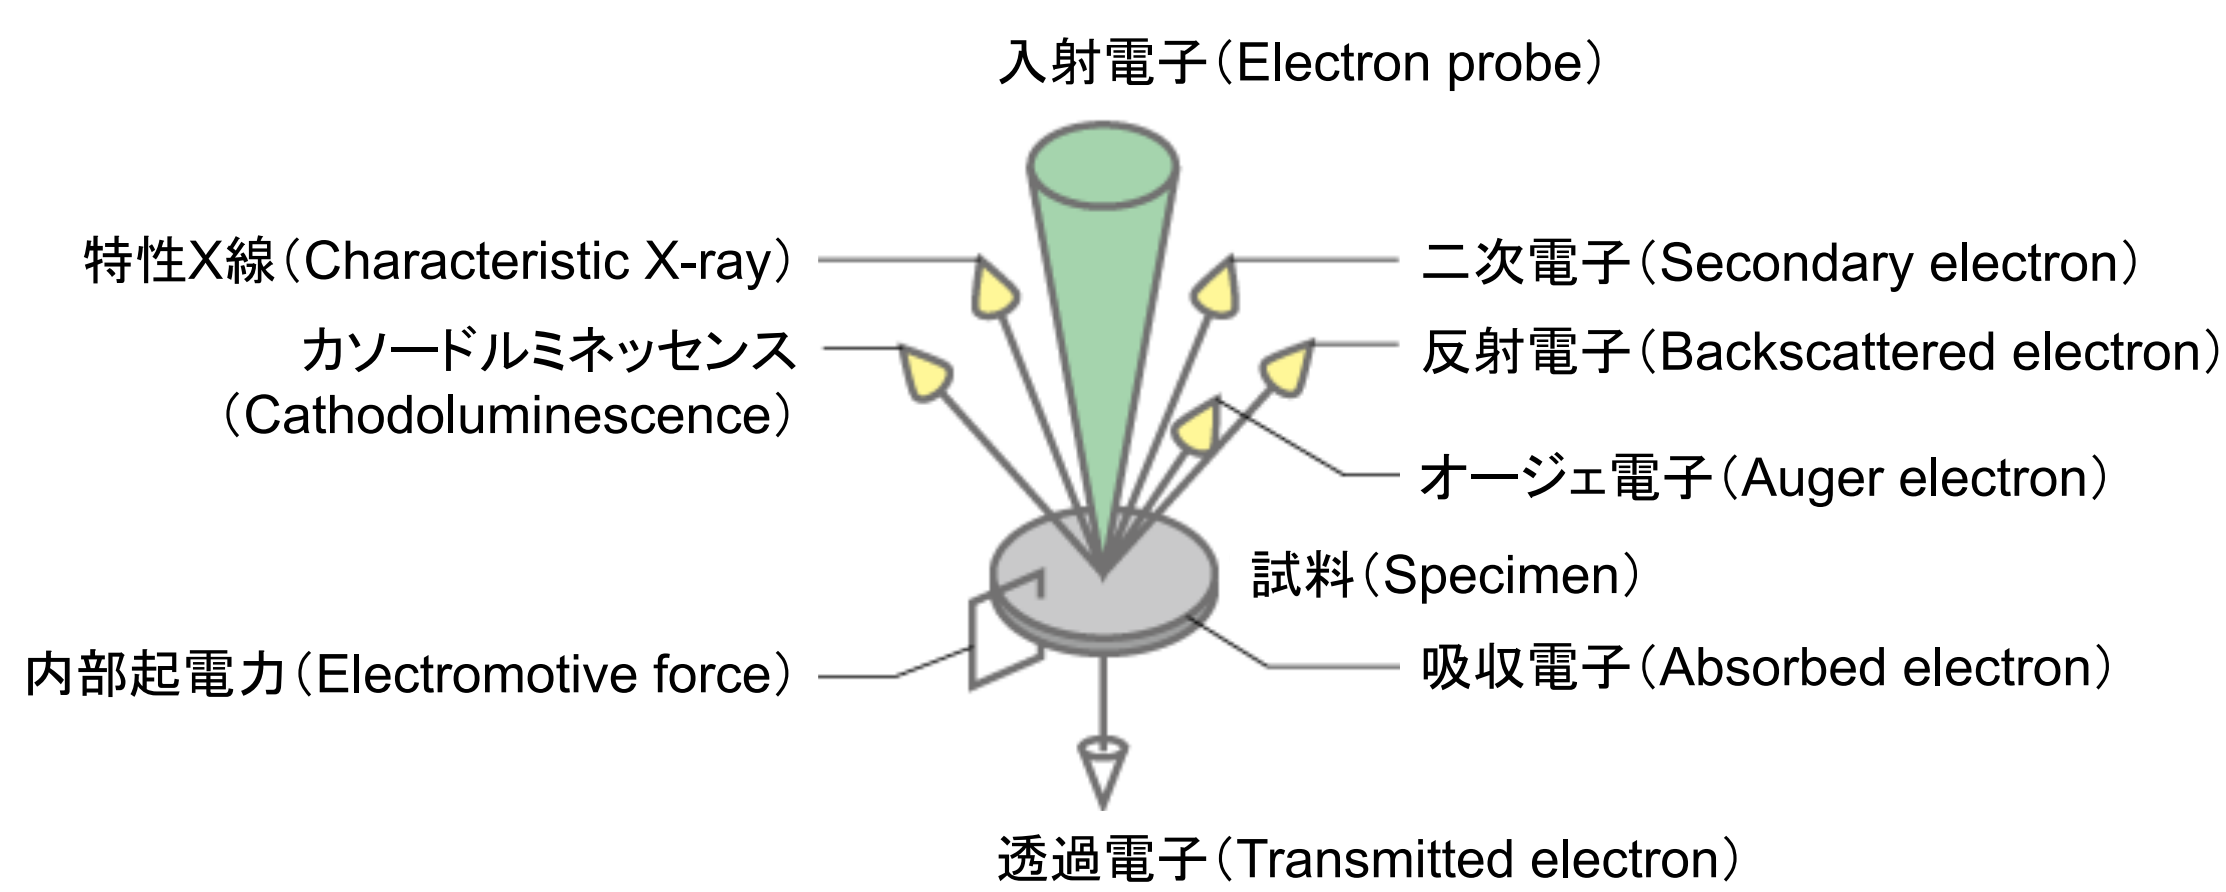 入射電子（Electron probe）
特性X線（Characteristic X-ray）
二次電子（Secondary electron）
カソードルミネッセンス
（Cathodoluminescence）
反射電子（Backscattered electron）
オージェ電子（Auger electron）
試料（Specimen）
内部起電力（Electromotive force）
吸収電子（Absorbed electron）
透過電子（Transmitted electron）